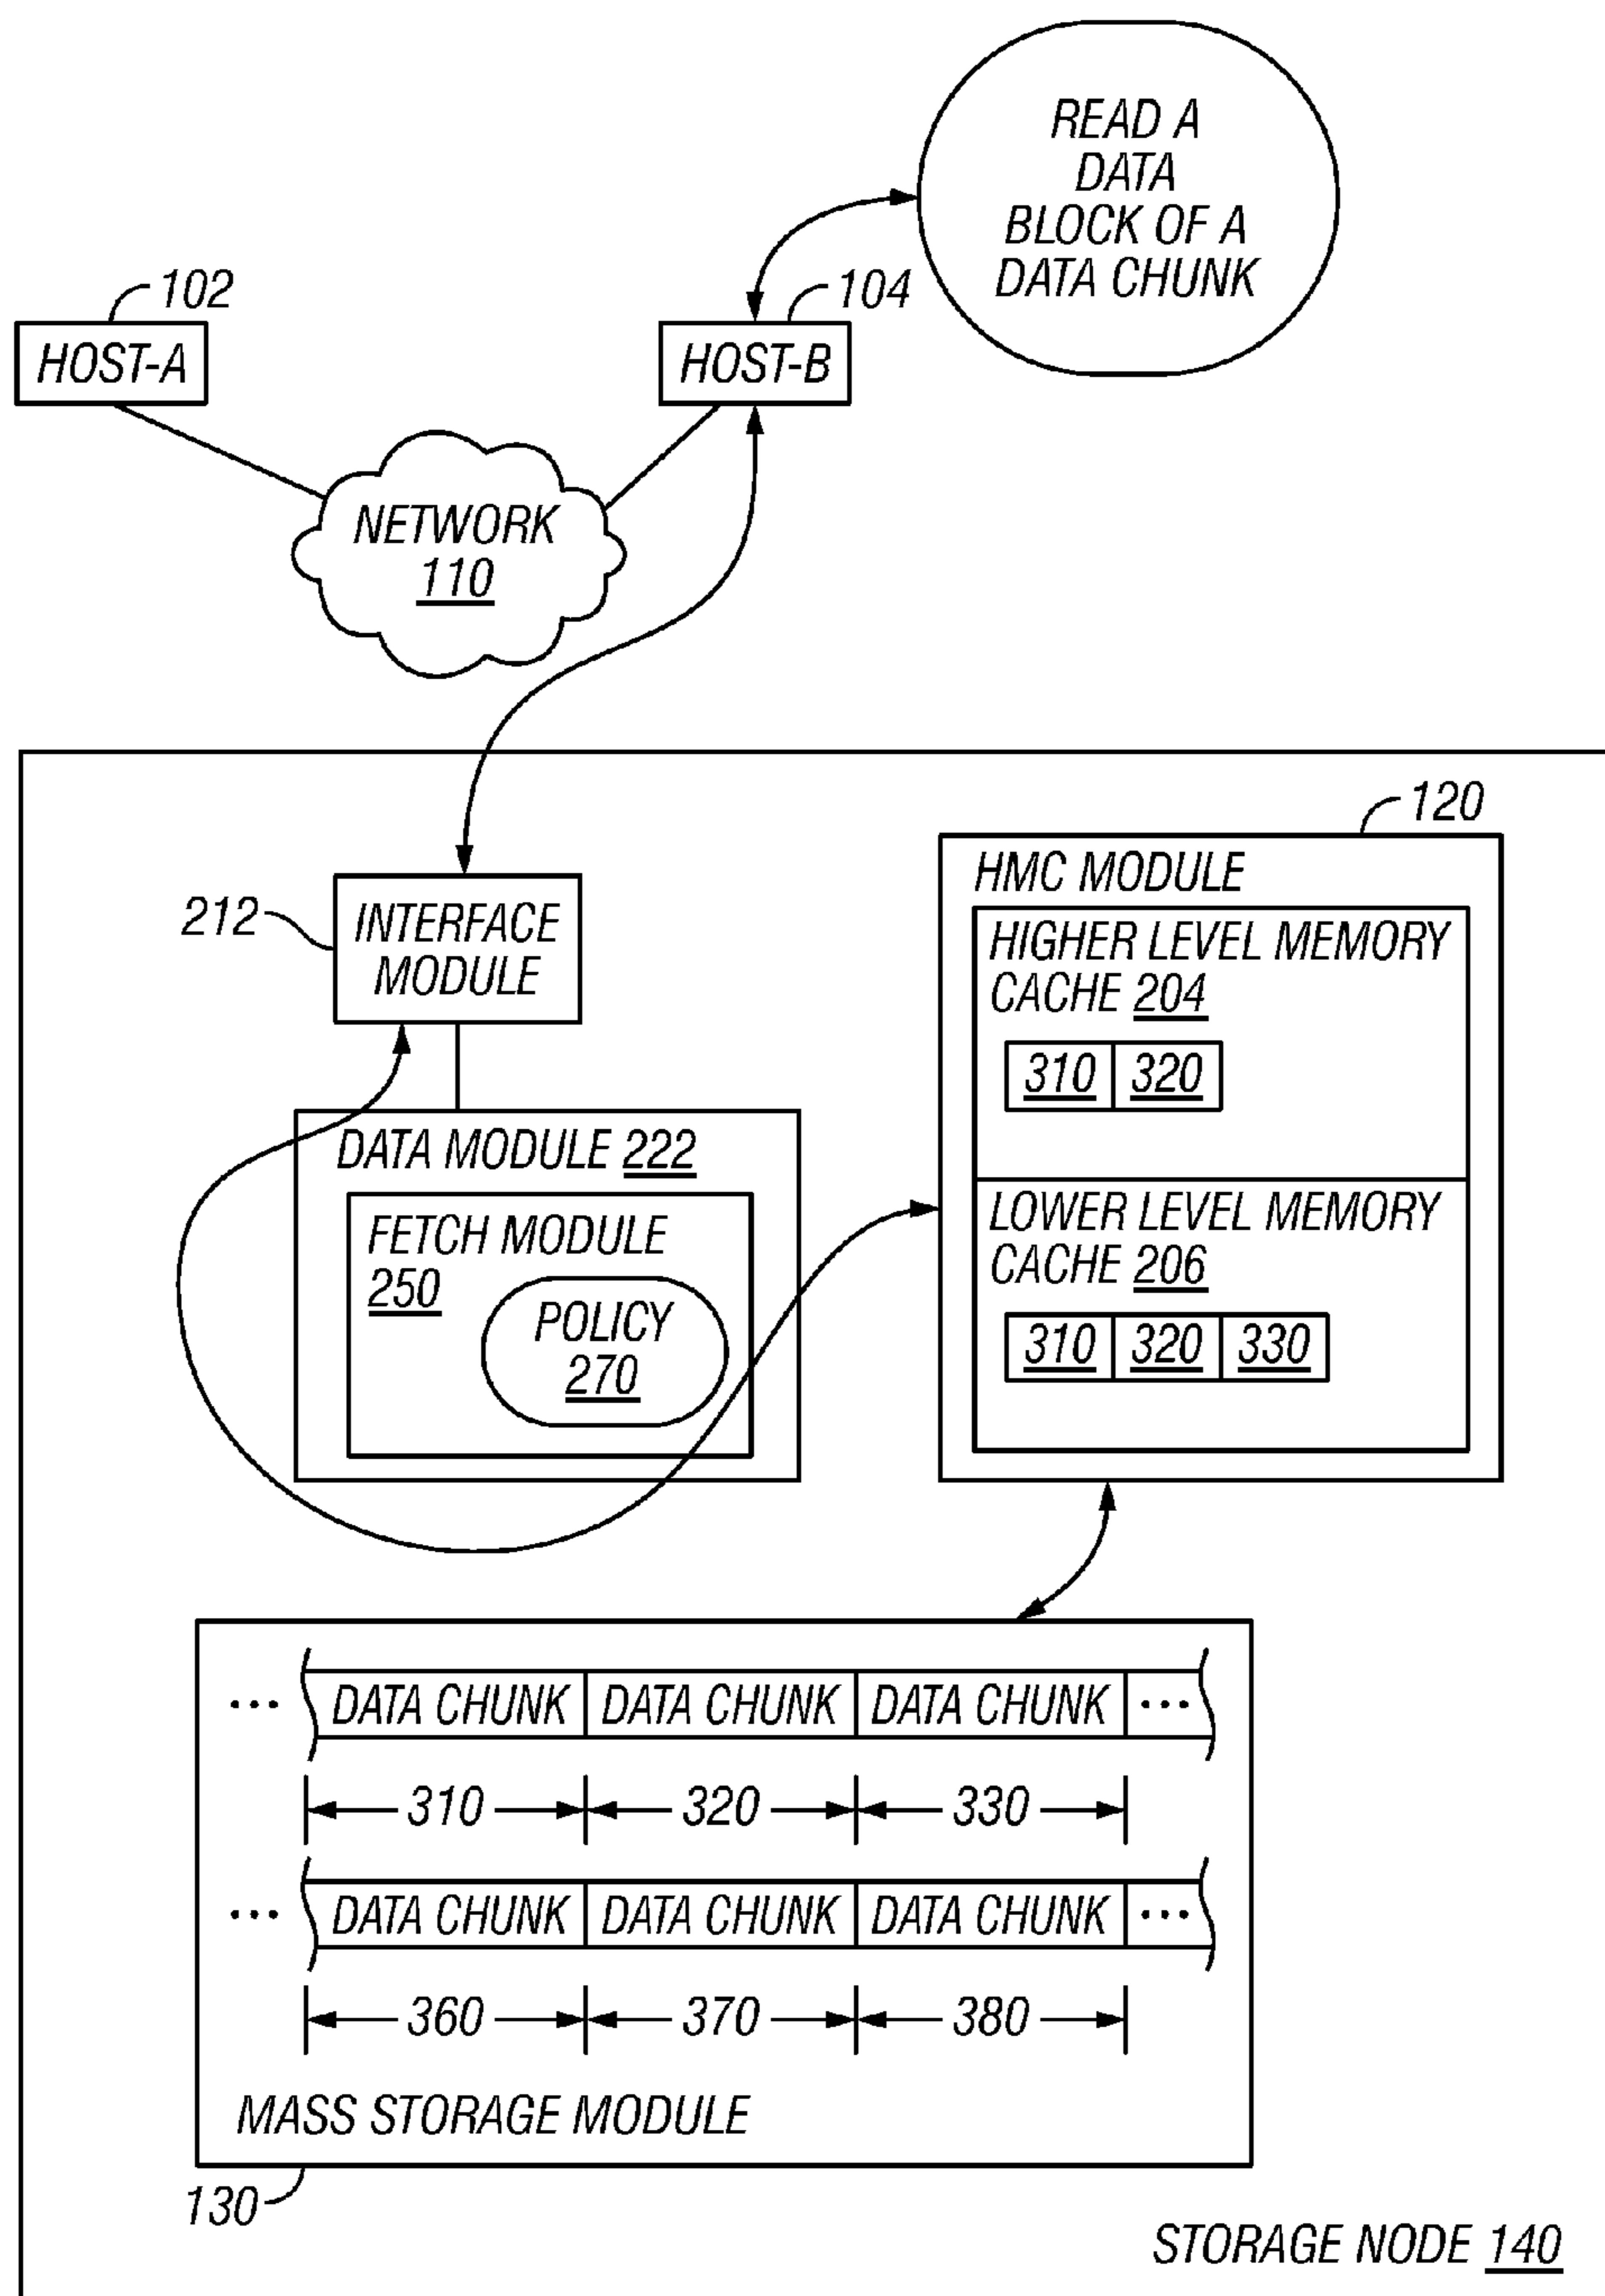 READ A
DATA
BLOCK OF A
DATA CHUNK
102
104
HOST-A
HOST-B
NETWORK
110
120
HMC MODULE
212
INTERFACE
MODULE
HIGHER LEVEL MEMORY
CACHE 204
310 320
DATA MODULE 222
FETCH MODULE
250
POLICY
270
LOWER LEVEL MEMORY
CACHE 206
310 320 330
... DATA CHUNK DATA CHUNK DATA CHUNK ...
310 320 330
... DATA CHUNK DATA CHUNK DATA CHUNK ...
360 370 380
MASS STORAGE MODULE
130
STORAGE NODE 140